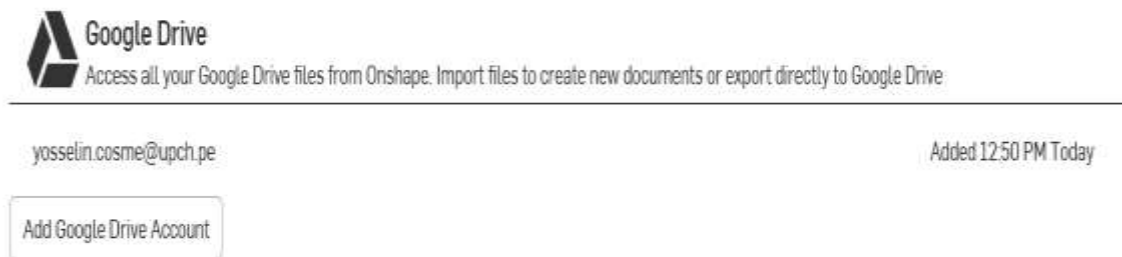 Google Drive
Access all your Google Drive files from Onshape. Import files to create new documents or export directly to Google Drive
yosselin.cosme@upch.pe Added 12:50 PM Today
Add Google Drive Account